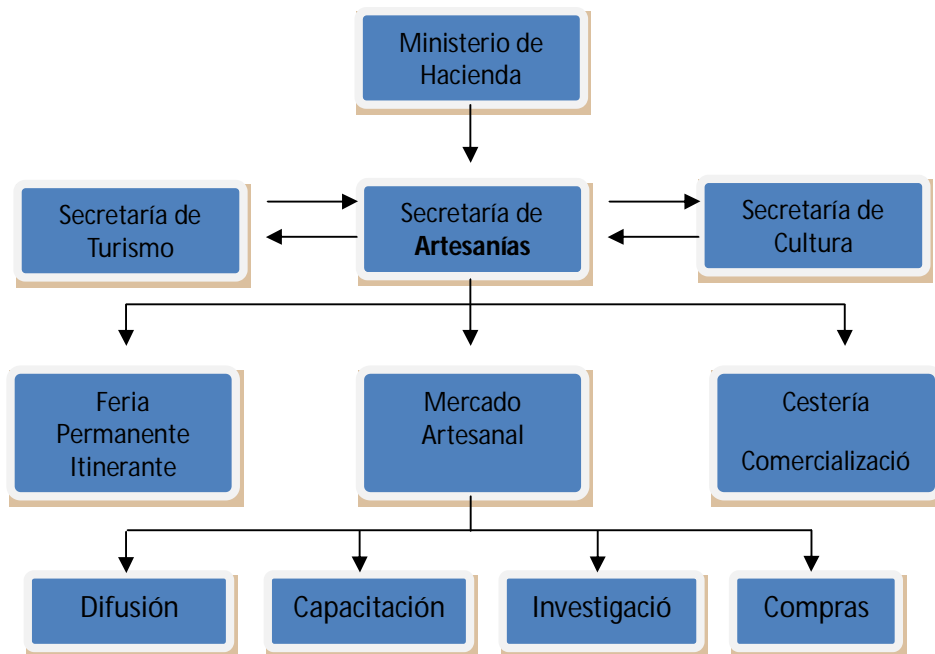 Ministerio de
Hacienda
Secretaría de
Turismo
Secretaría de
Artesanías
Secretaría de
Cultura
Feria
Permanente
Itinerante
Mercado
Artesanal
Cestería
Comercializació
Difusión
Capacitación
Investigació
Compras